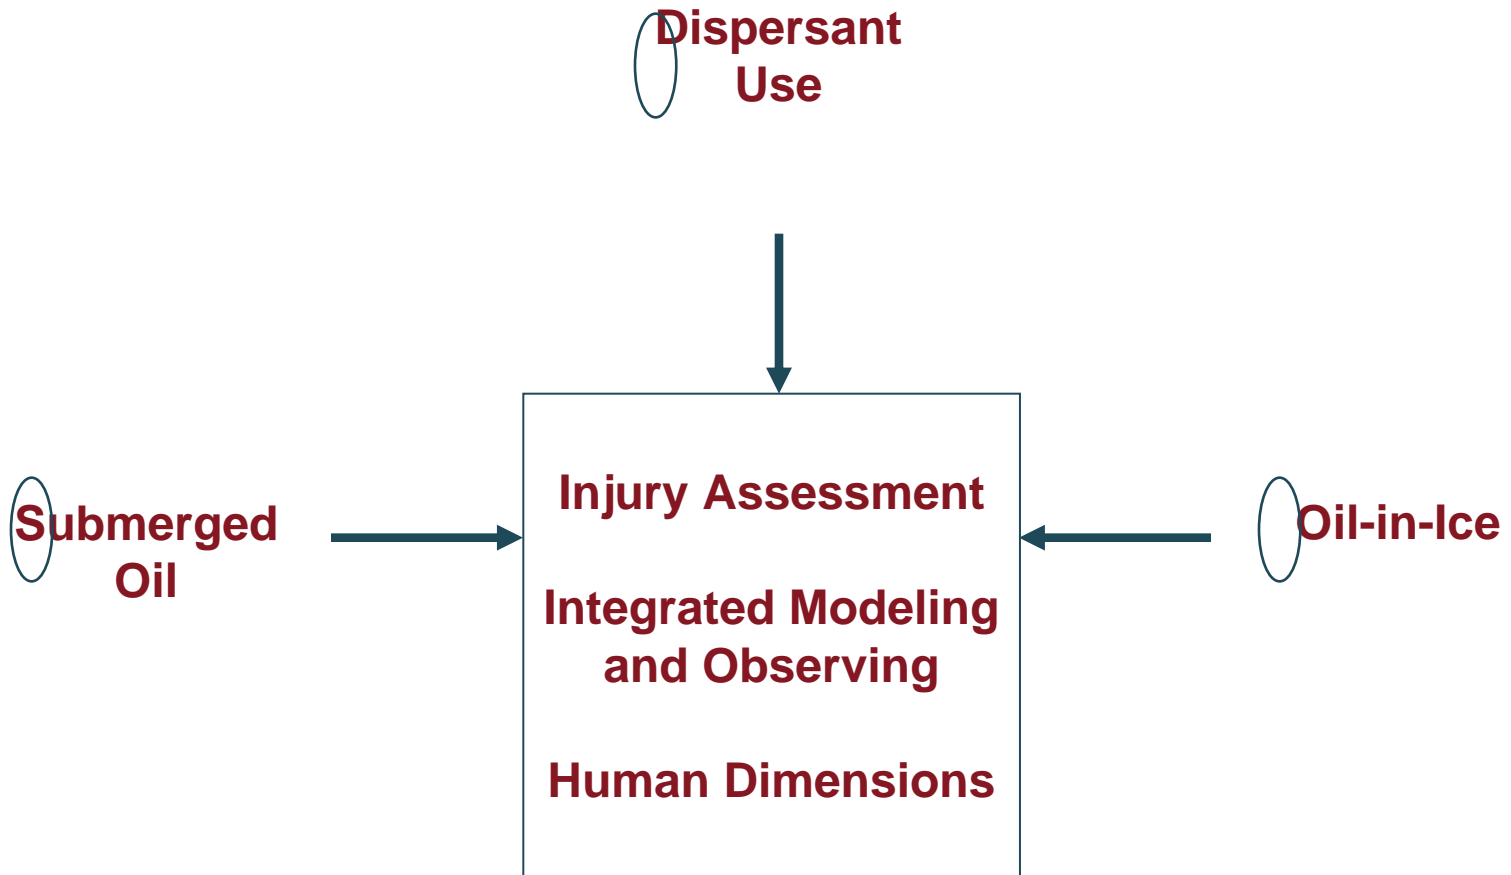 Dispersant
Use
Submerged
Oil
Injury Assessment
Integrated Modeling
and Observing
Human Dimensions
Oil-in-Ice